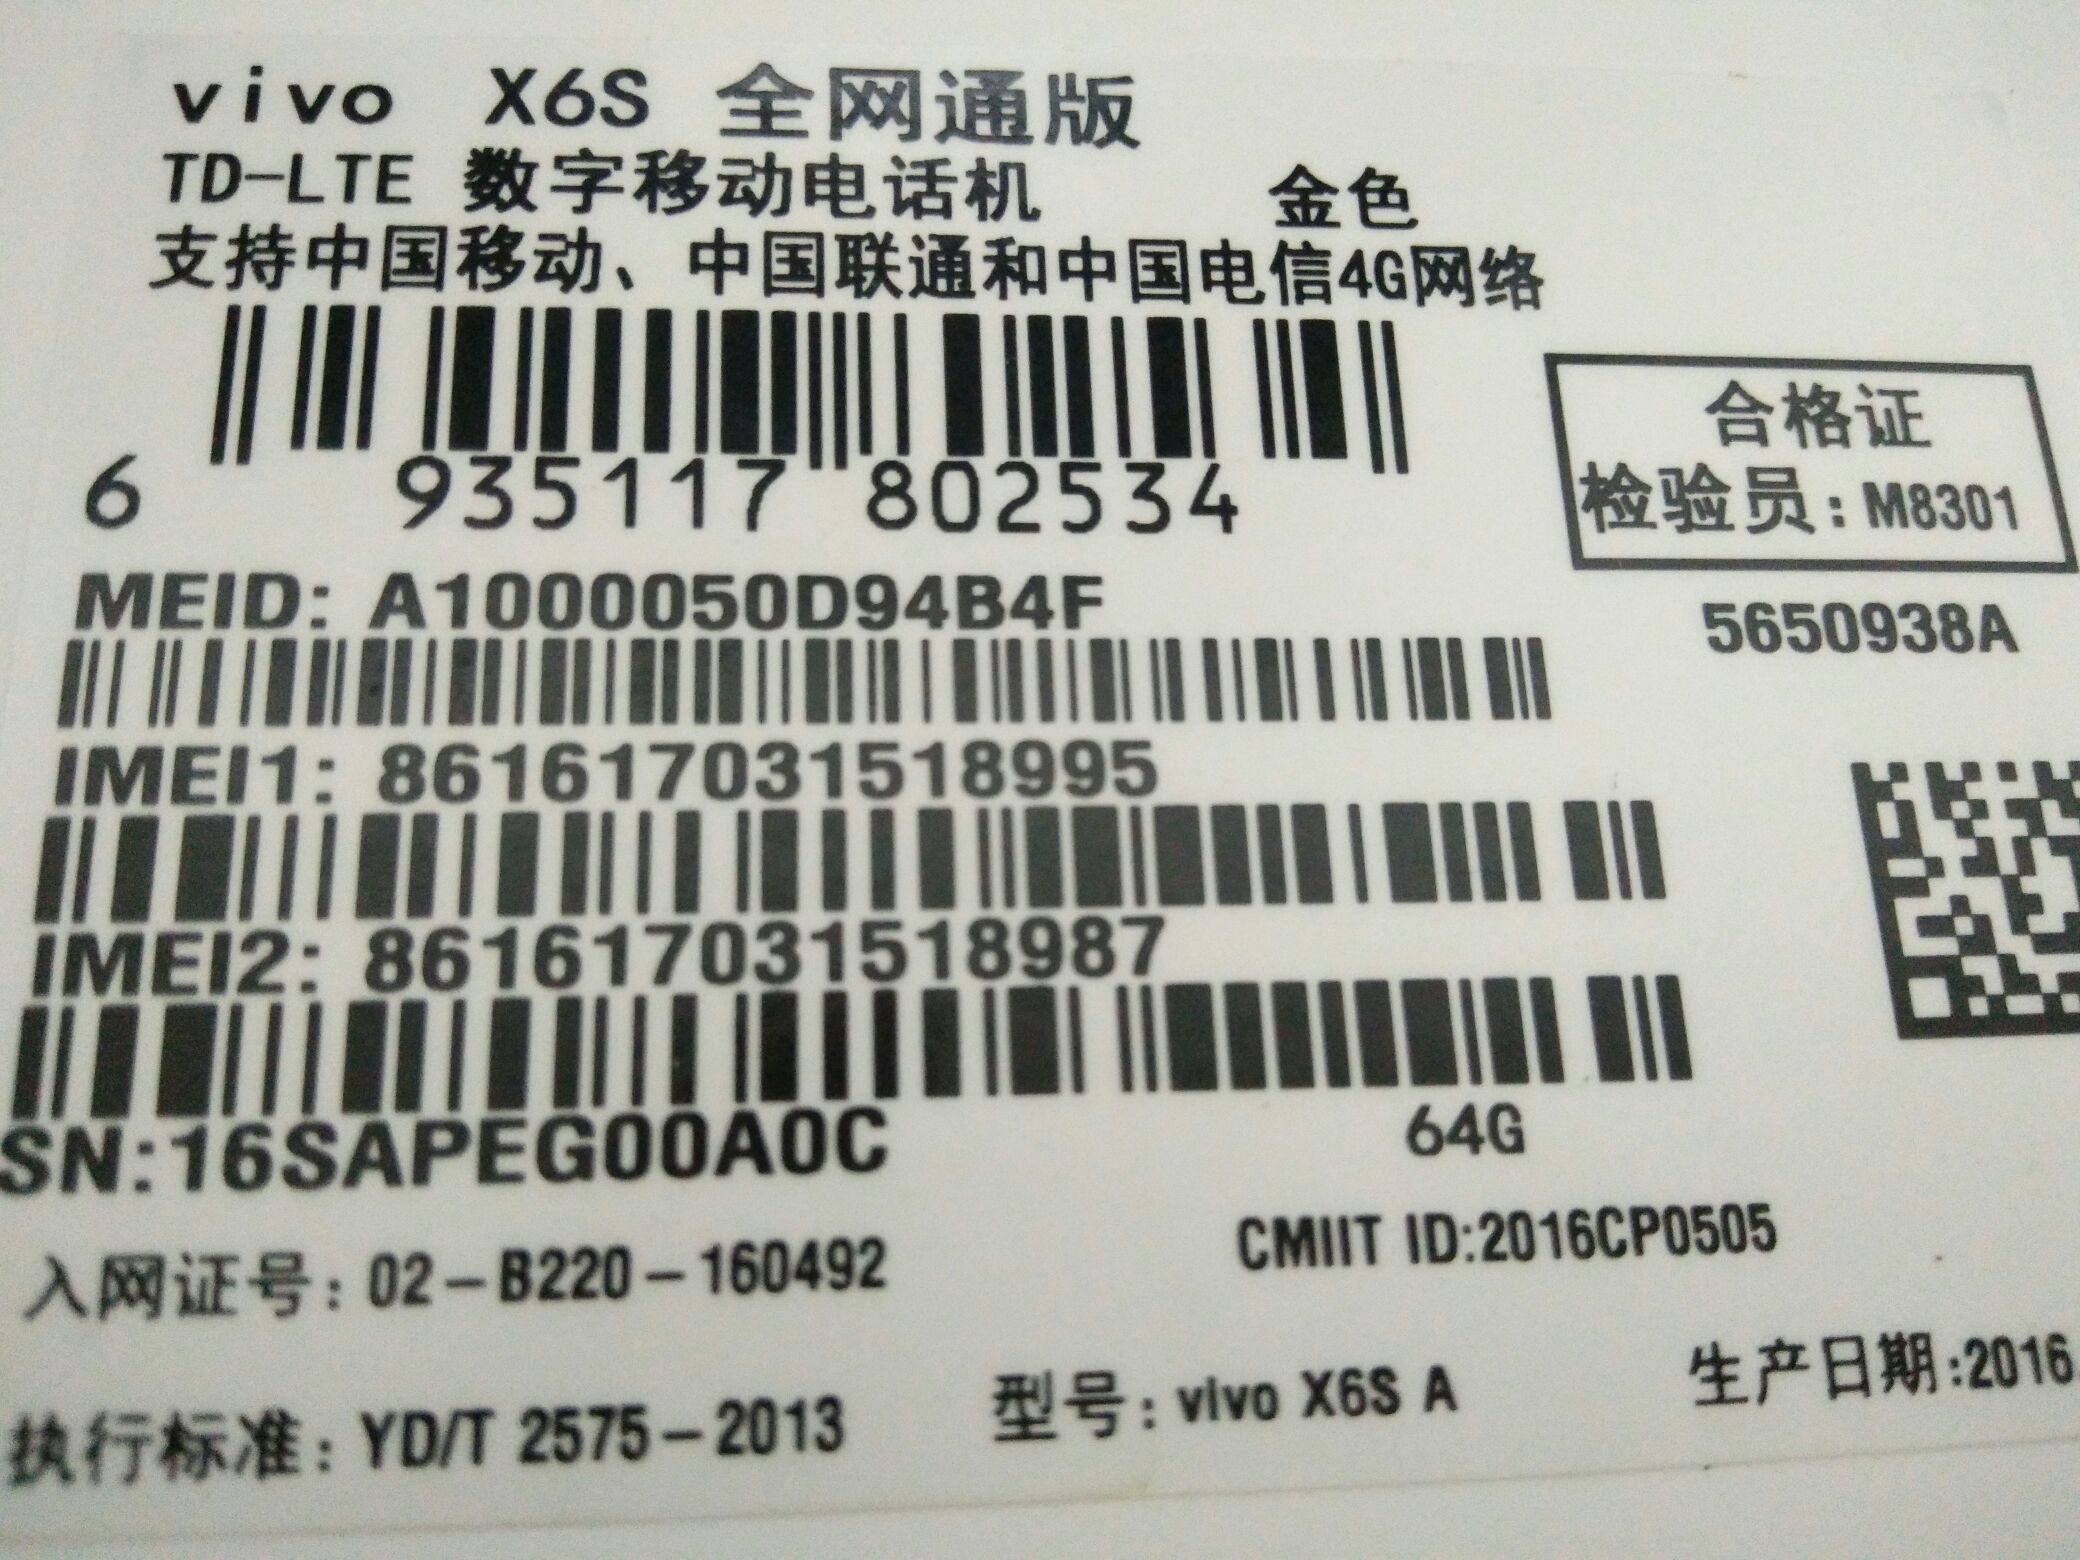 vivo X6S 全网通版
TD-LTE 数字移动电话机 金色
支持中国移动、中国联通和中国电信4G网络
6 935117 802534
合格证
检验员:M8301
MEID: A1000050D94B4F
5650938A
IMEI1: 861617031518995
IMEI2: 861617031518987
SN:16SAPEG00A0C
64G
入网证号: 02-B220-160492
CMIIT ID:2016CP0505
执行标准: YD/T 2575-2013
型号: vivo X6S A
生产日期:2016.